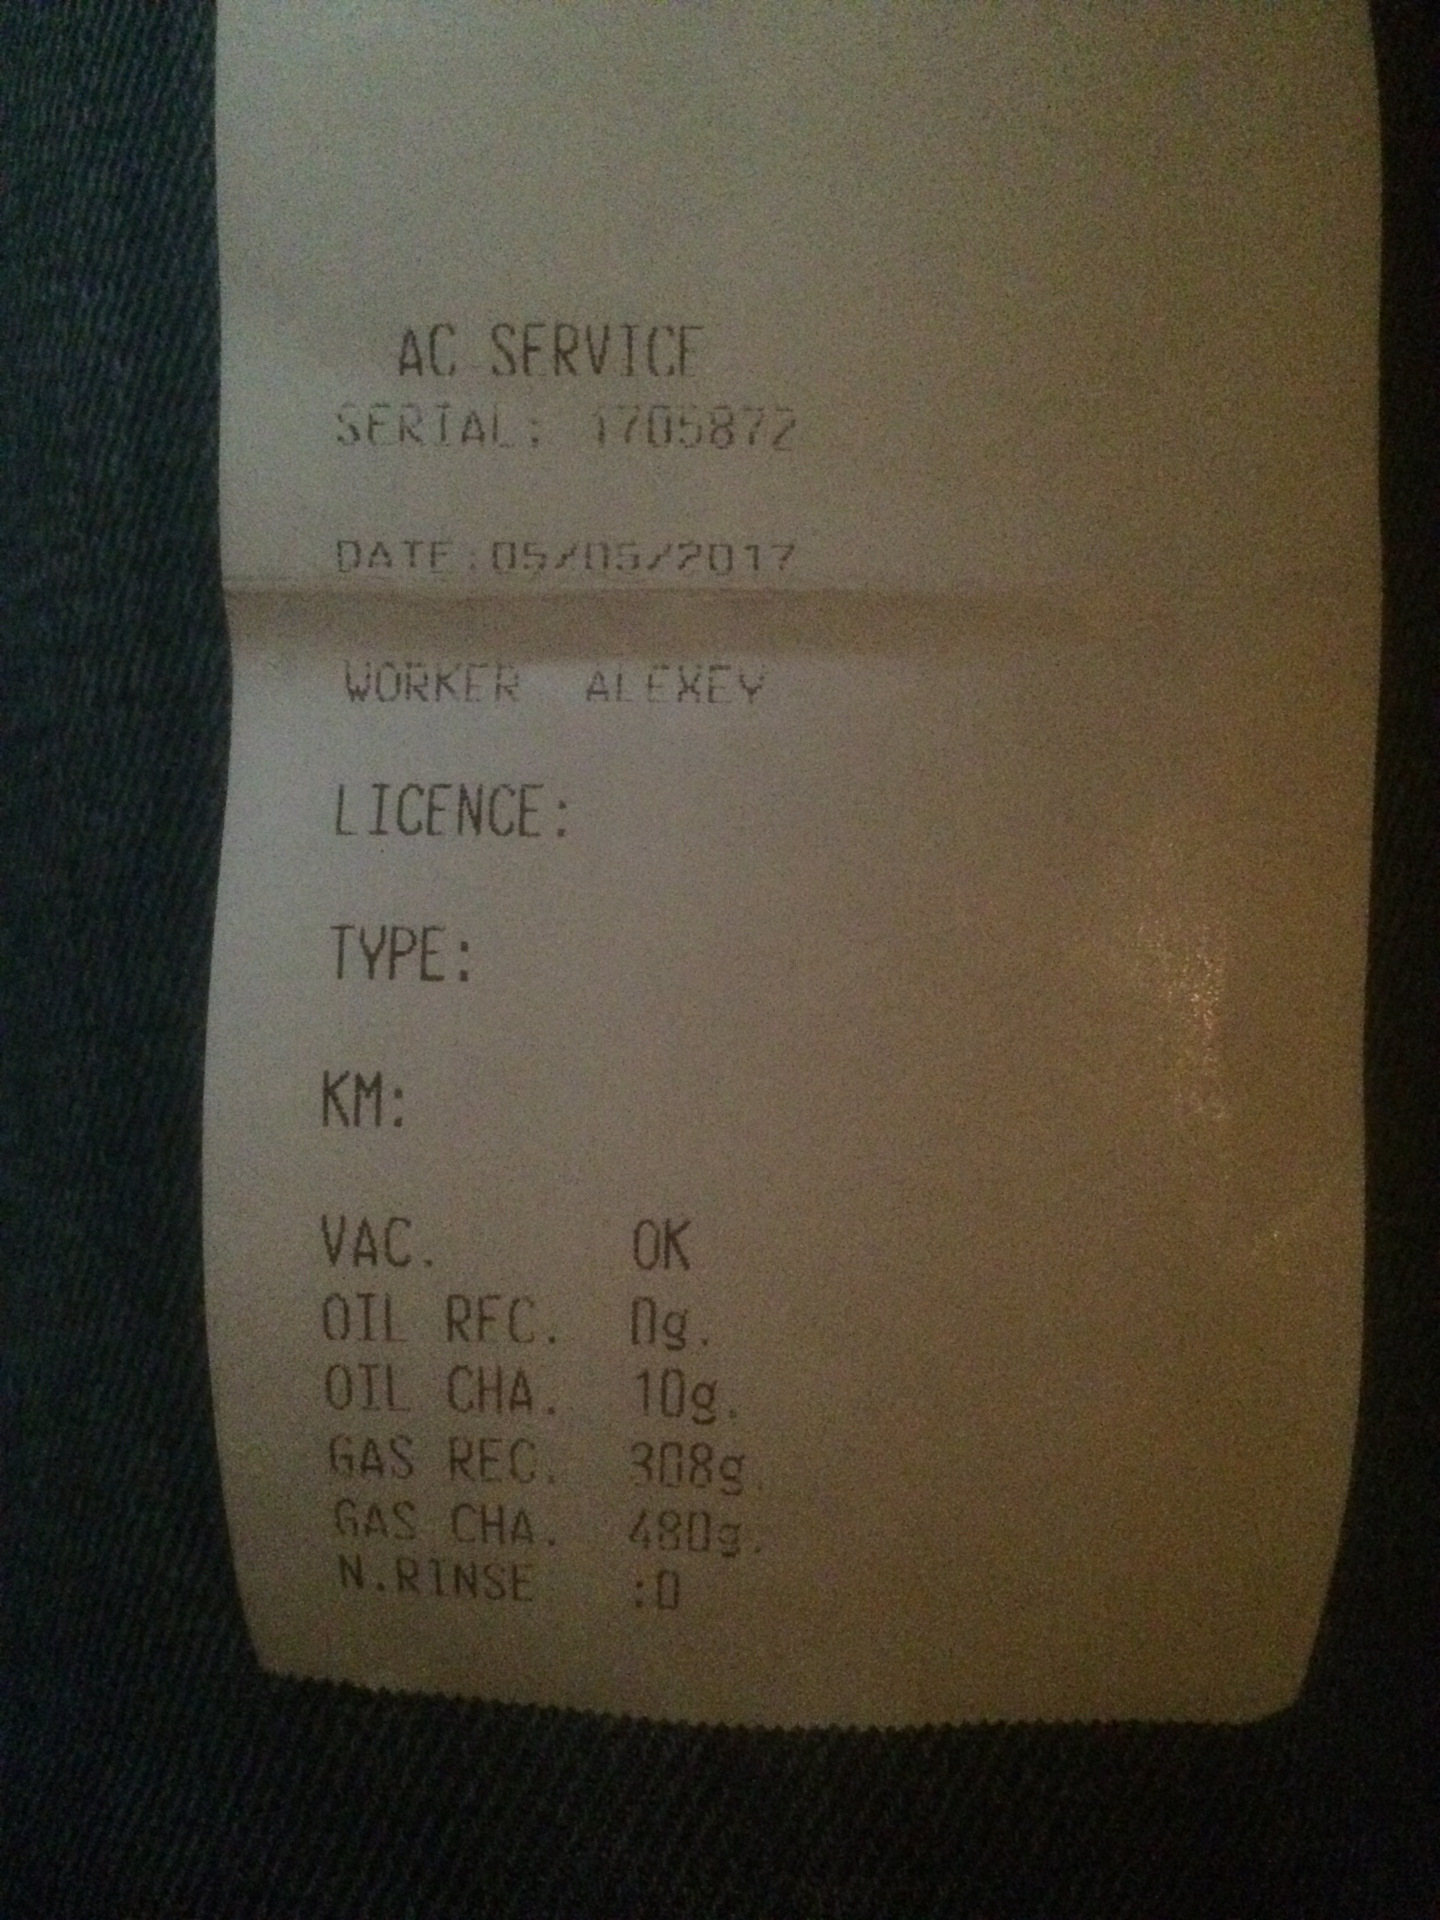 AC SERVICE
SERIAL: 1705872
DATE:05/05/2017
WORKER ALEXEY
LICENCE:
TYPE:
KM:
VAC. OK
OIL REC. 0g.
OIL CHA. 10g.
GAS REC. 308g.
GAS CHA. 480g.
N.RINSE :0